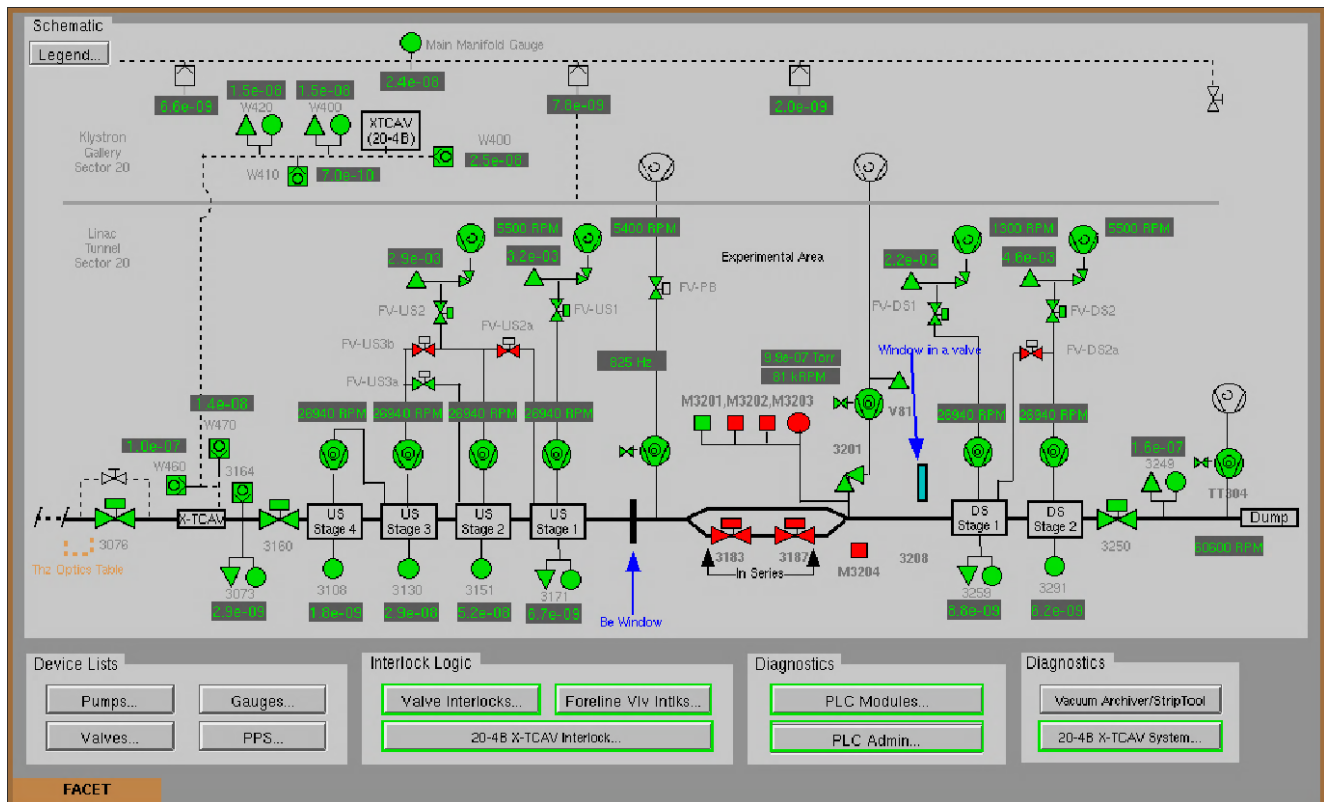 Schematic
Legend...
Main Manifold Gauge
2.4e-08
6.6e-09
1.5e-08
1.5e-08
7.8e-09
2.0e-09
W420
W400
XTCAV
(20-4B)
Klystron
Gallery
Sector 20
W400
2.5e-08
W410
7.0e-10
Linac
Tunnel
Sector 20
5500 RPM
5400 RPM
1300 RPM
5500 RPM
2.9e-03
3.2e-03
Experimental Area
2.2e-02
4.6e-03
FV-PB
FV-US2
FV-US1
FV-DS1
FV-DS2
FV-US2a
FV-US3b
Window in a valve
FV-DS2a
825 Hz
9.9e-07 Torr
81 kRPM
FV-US3a
1.4e-08
M3201,M3202,M3203
V81
26940 RPM
26940 RPM
26940 RPM
26940 RPM
26940 RPM
26940 RPM
W470
1.0e-07
W460
3164
3201
1.6e-07
3249
TT804
X-TCAV
US
Stage 4
US
Stage 3
US
Stage 2
US
Stage 1
DS
Stage 1
DS
Stage 2
Dump
3076
3160
3183
3187
M3204
3208
3250
60600 RPM
Thz Optics Table
In Series
3073
3108
3130
3151
3171
3259
3291
2.9e-09
1.8e-09
2.9e-08
5.2e-08
6.7e-09
8.8e-09
6.2e-09
Be Window
Device Lists
Pumps...
Gauges...
Valves...
PPS...
Interlock Logic
Valve Interlocks...
Foreline Vlv Intlks...
20-4B X-TCAV Interlock...
Diagnostics
PLC Modules...
PLC Admin...
Diagnostics
Vacuum Archiver/StripTool
20-4B X-TCAV System...
FACET